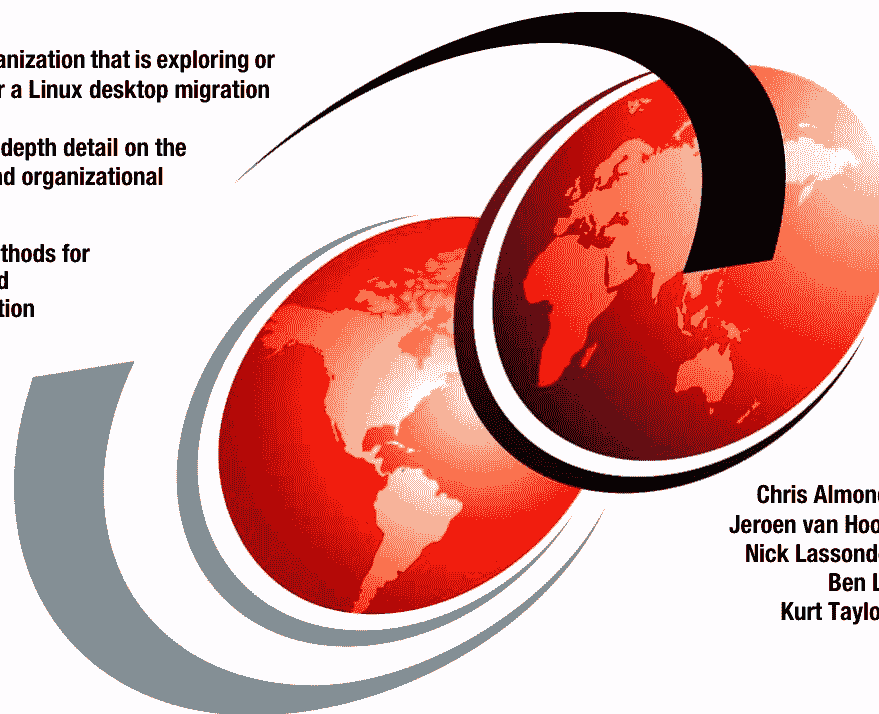 anization that is exploring or
r a Linux desktop migration
depth detail on the
nd organizational
thods for
d
tion
Chris Almond
Jeroen van Hoo
Nick Lassonde
Ben L
Kurt Taylo